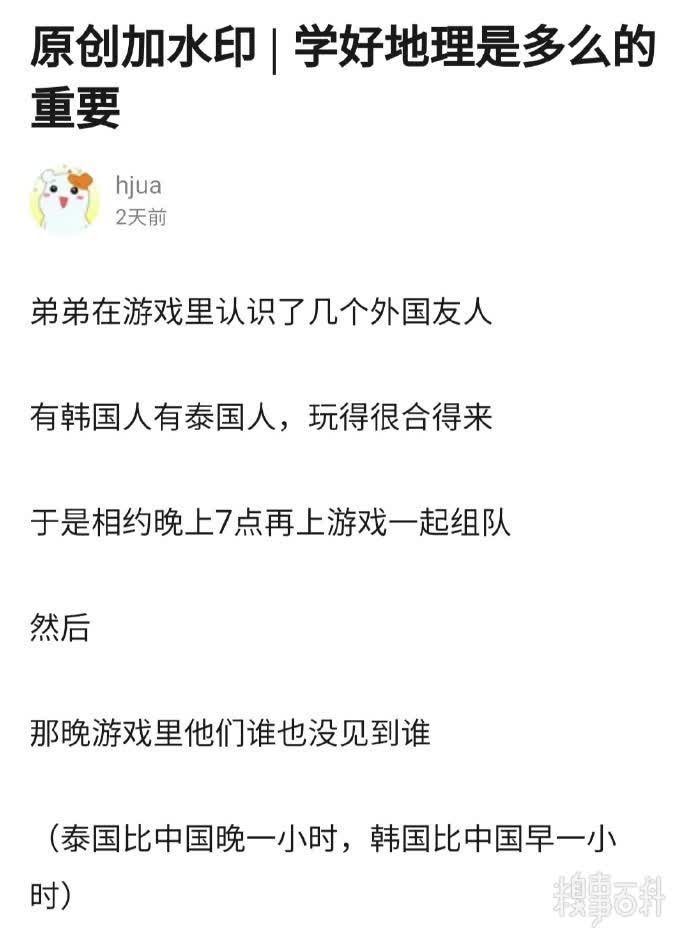 原创加水印 | 学好地理是多么的
重要
hjua
2天前
弟弟在游戏里认识了几个外国友人
有韩国人有泰国人，玩得很合得来
于是相约晚上7点再上游戏一起组队
然后
那晚游戏里他们谁也没见到谁
（泰国比中国晚一小时，韩国比中国早一小
时）
糗事百科